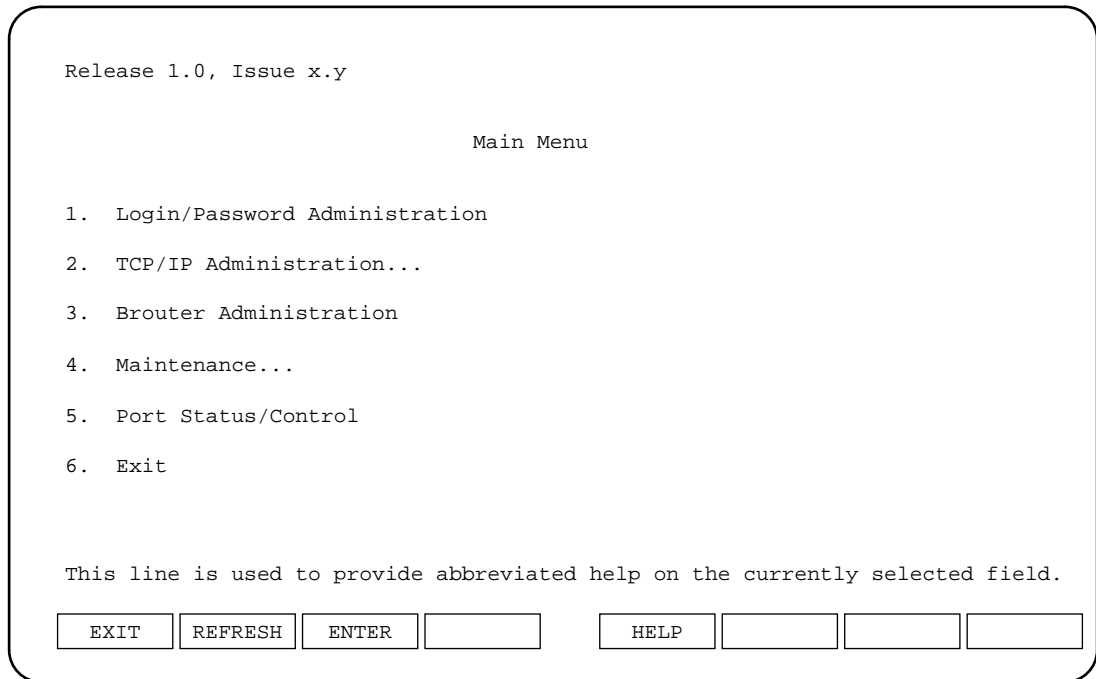 Release 1.0, Issue x.y
Main Menu
1. Login/Password Administration
2. TCP/IP Administration...
3. Brouter Administration
4. Maintenance...
5. Port Status/Control
6. Exit
This line is used to provide abbreviated help on the currently selected field.
EXIT REFRESH ENTER HELP